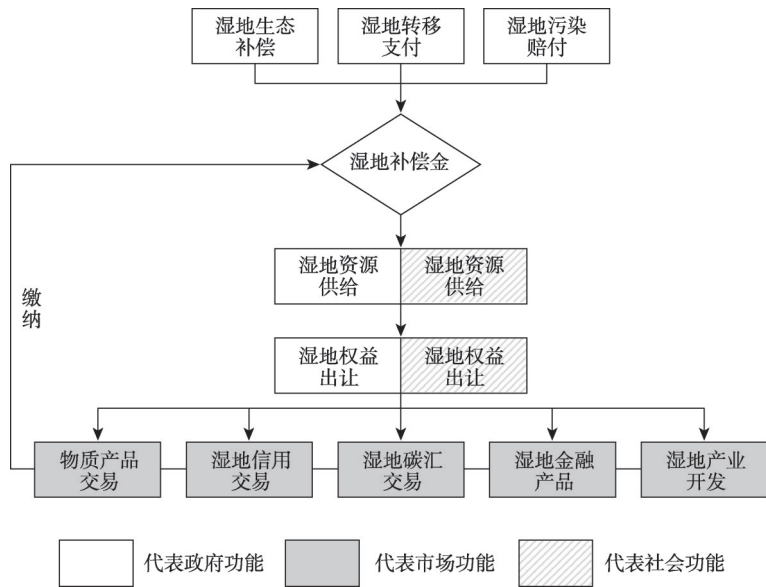 湿地生态
补偿
湿地转移
支付
湿地污染
赔付
湿地补偿金
湿地资源
供给
湿地资源
供给
缴
纳
湿地权益
出让
湿地权益
出让
物质产品
交易
湿地信用
交易
湿地碳汇
交易
湿地金融
产品
湿地产业
开发
代表政府功能
代表市场功能
代表社会功能